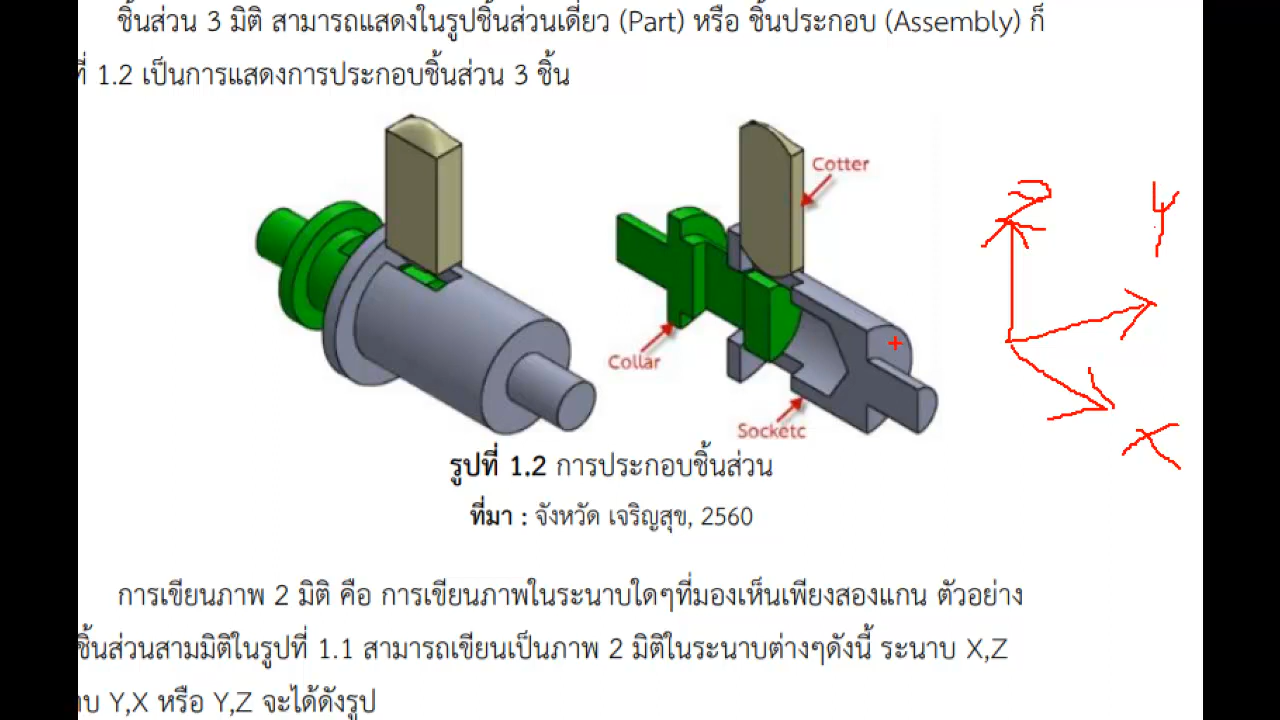 ชิ้นส่วน 3 มิติ สามารถแสดงในรูปชิ้นส่วนเดี่ยว (Part) หรือ ชิ้นประกอบ (Assembly) ก็
ที่ 1.2 เป็นการแสดงการประกอบชิ้นส่วน 3 ชิ้น
Cotter
Z
Y
Collar
Socketc
X
รูปที่ 1.2 การประกอบชิ้นส่วน
ที่มา : จังหวัด เจริญสุข, 2560
การเขียนภาพ 2 มิติ คือ การเขียนภาพในระนาบใดๆที่มองเห็นเพียงสองแกน ตัวอย่าง
ชิ้นส่วนสามมิติในรูปที่ 1.1 สามารถเขียนเป็นภาพ 2 มิติในระนาบต่างๆดังนี้ ระนาบ X,Z
Y,X หรือ Y,Z จะได้ดังรูป